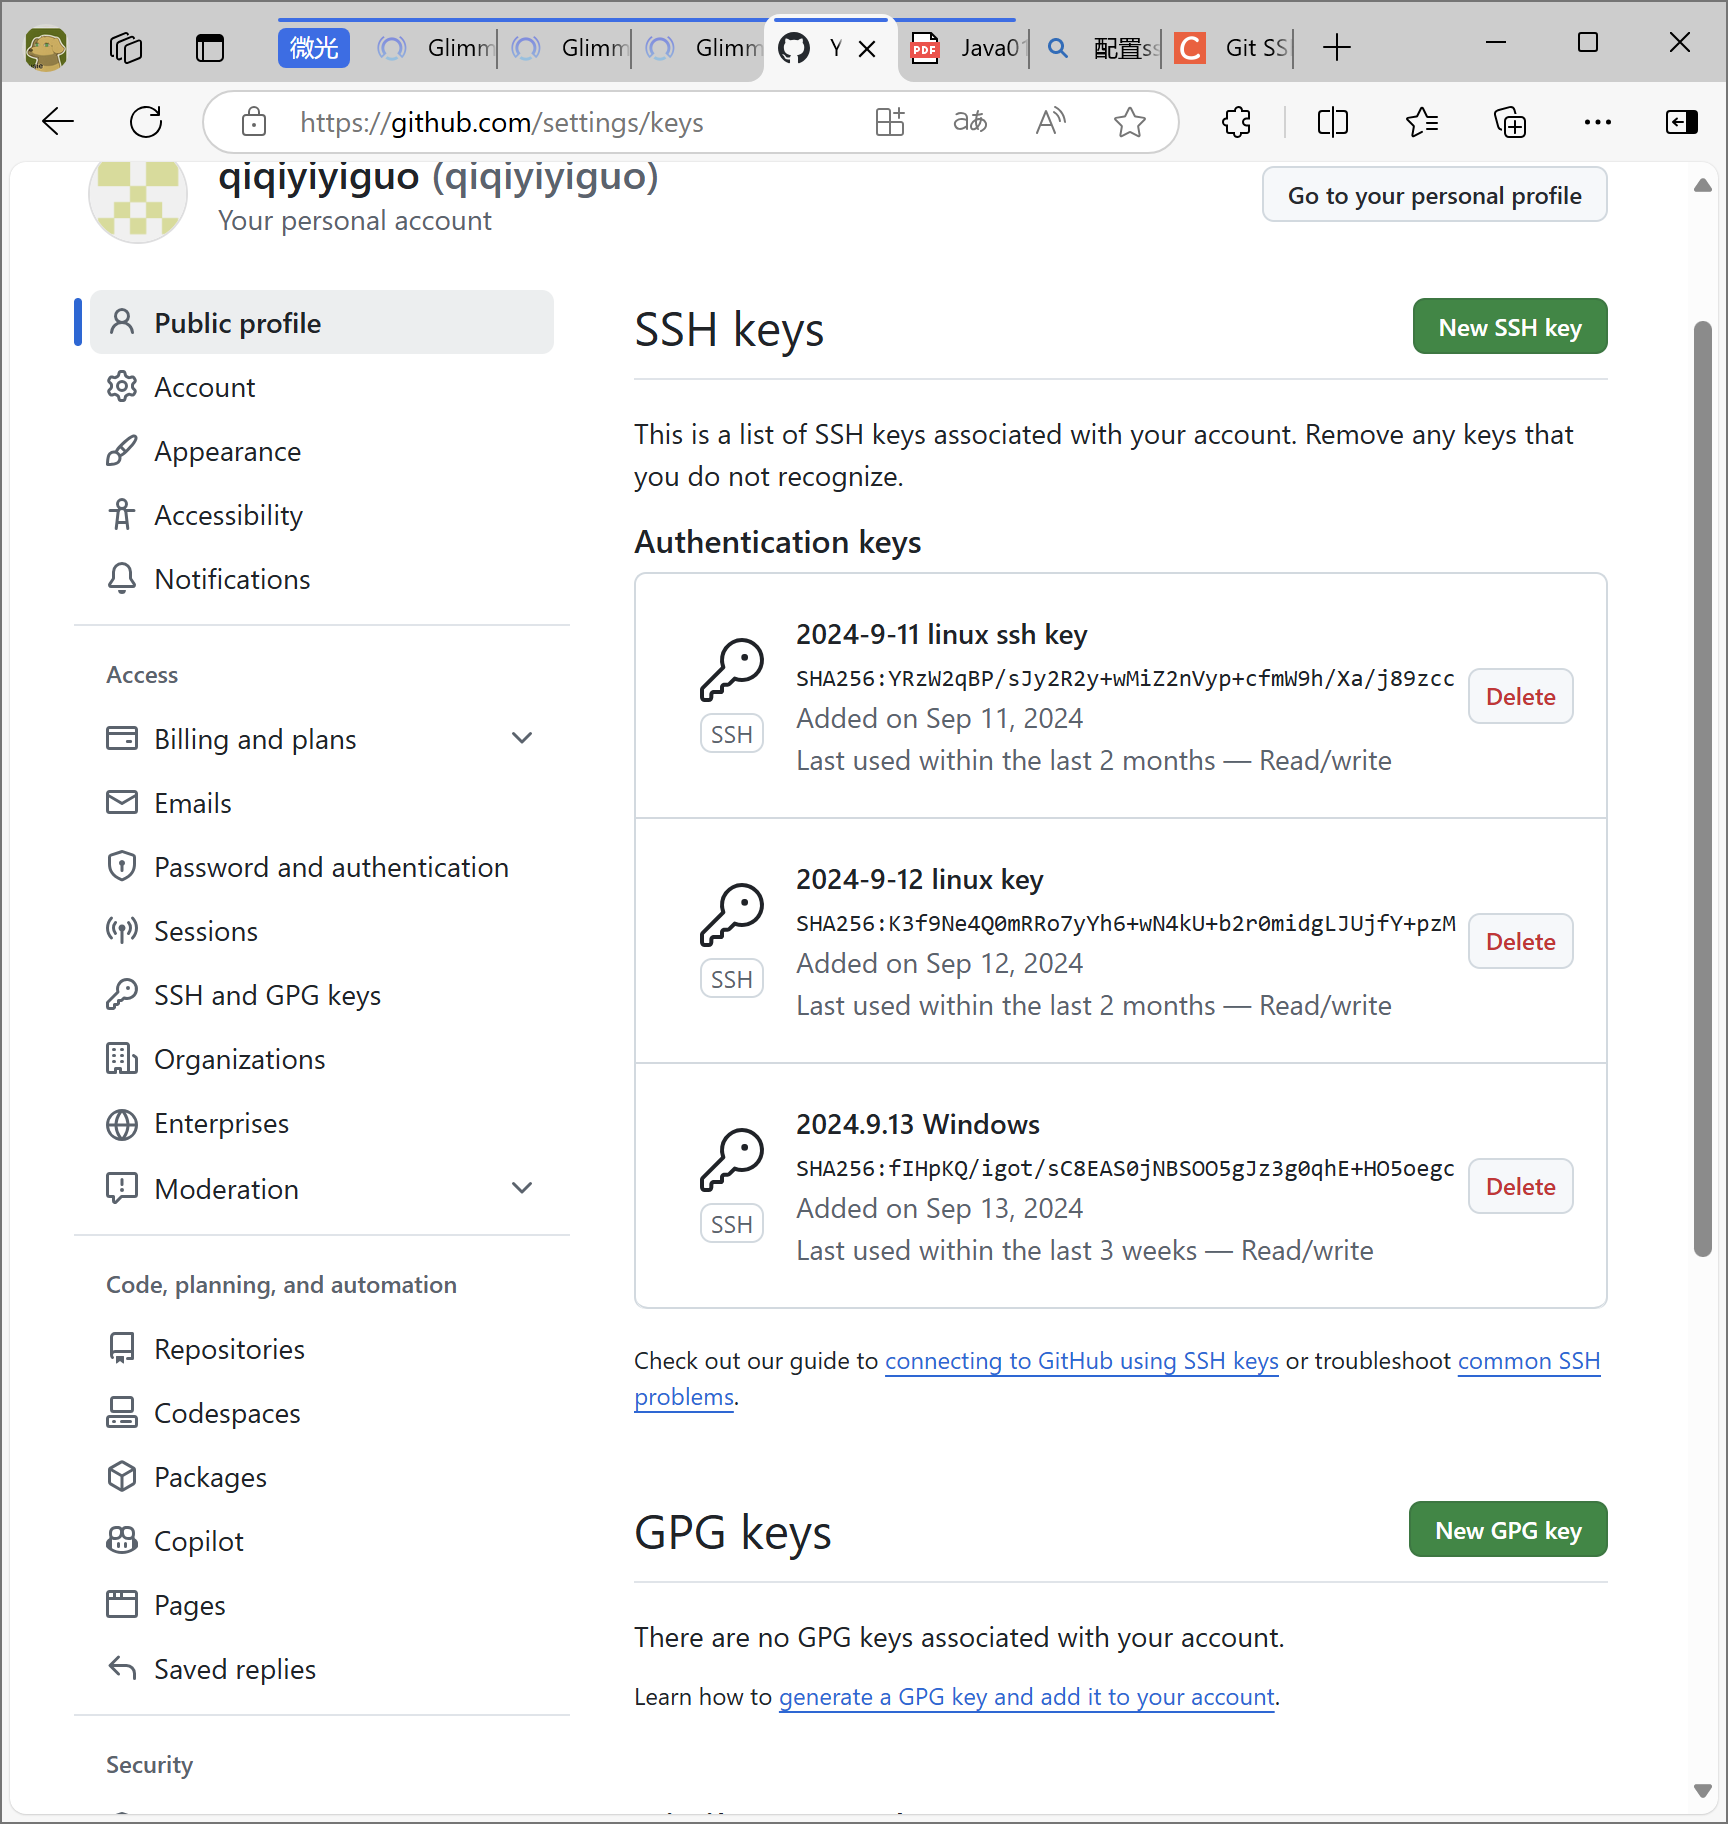 微光
Glimm
Glimm
Glimm
Y
Java01
配置ss
Git SS
https://github.com/settings/keys
qiqiyiyiguo (qiqiyiyiguo)
Your personal account
Go to your personal profile
Public profile
Account
Appearance
Accessibility
Notifications
Access
Billing and plans
Emails
Password and authentication
Sessions
SSH and GPG keys
Organizations
Enterprises
Moderation
Code, planning, and automation
Repositories
Codespaces
Packages
Copilot
Pages
Saved replies
Security
SSH keys
New SSH key
This is a list of SSH keys associated with your account. Remove any keys that
you do not recognize.
Authentication keys
2024-9-11 linux ssh key
SHA256:YRzW2qBP/sJy2R2y+wMiZ2nVyp+cfmW9h/Xa/j89zcc
Added on Sep 11, 2024
Last used within the last 2 months — Read/write
SSH
Delete
2024-9-12 linux key
SHA256:K3f9Ne4Q0mRRo7yYh6+wN4kU+b2r0midgLJUjfY+pzM
Added on Sep 12, 2024
Last used within the last 2 months — Read/write
SSH
Delete
2024.9.13 Windows
SHA256:fIHpKQ/igot/sC8EAS0jNBSOO5gJz3g0qhE+HO5oegc
Added on Sep 13, 2024
Last used within the last 3 weeks — Read/write
SSH
Delete
Check out our guide to connecting to GitHub using SSH keys or troubleshoot common SSH
problems.
GPG keys
New GPG key
There are no GPG keys associated with your account.
Learn how to generate a GPG key and add it to your account.